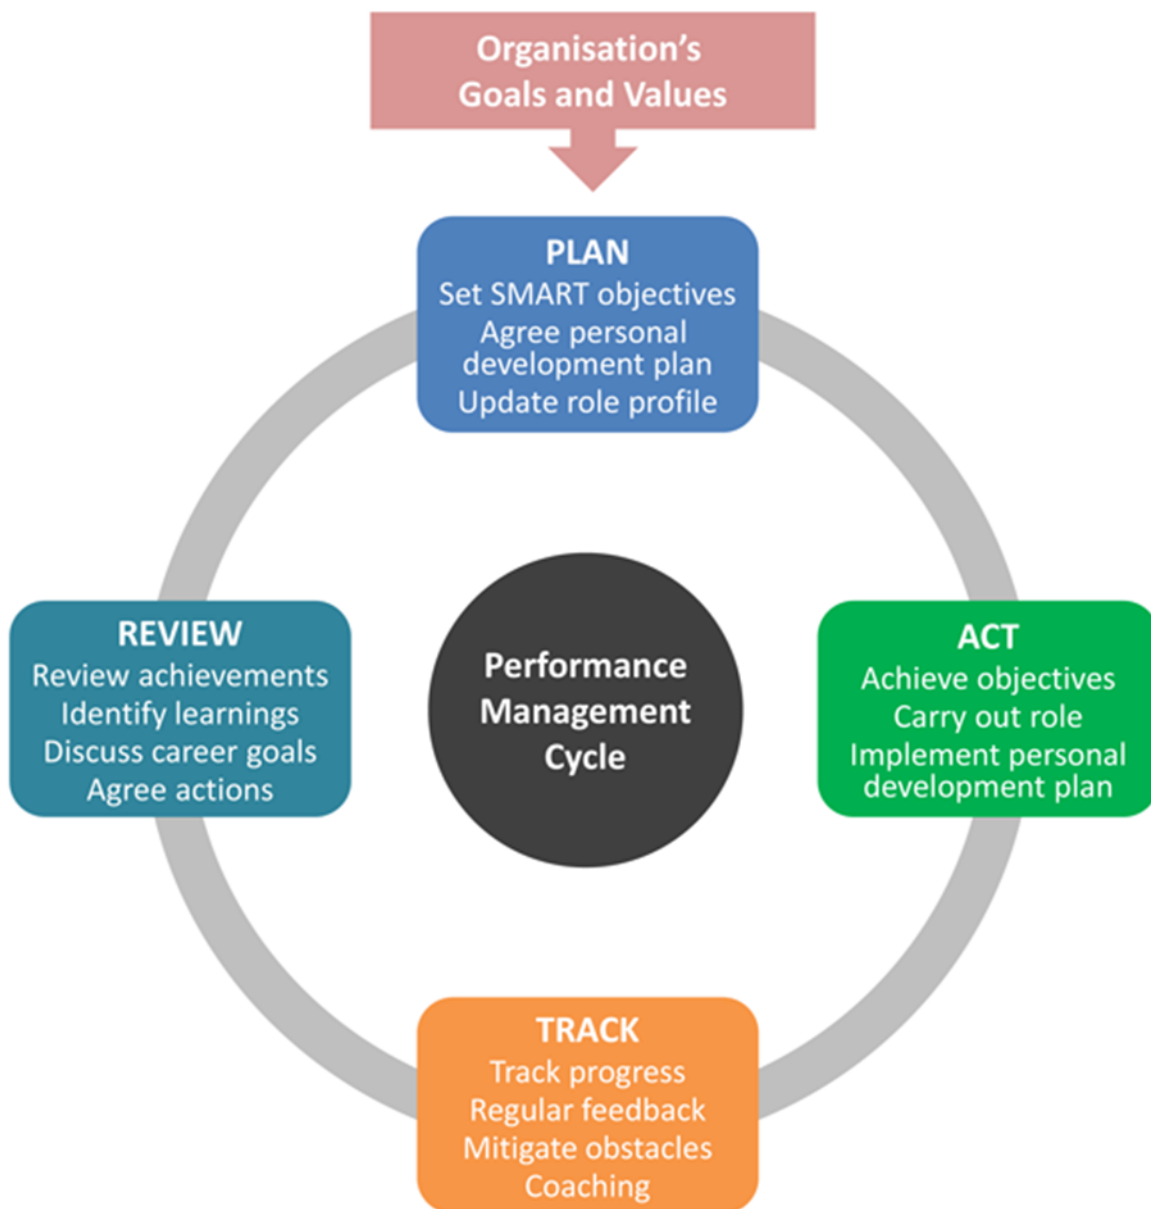 Organisation's
Goals and Values
PLAN
Set SMART objectives
Agree personal
development plan
Update role profile
REVIEW
Review achievements
Identify learnings
Discuss career goals
Agree actions
Performance
Management
Cycle
ACT
Achieve objectives
Carry out role
Implement personal
development plan
TRACK
Track progress
Regular feedback
Mitigate obstacles
Coaching